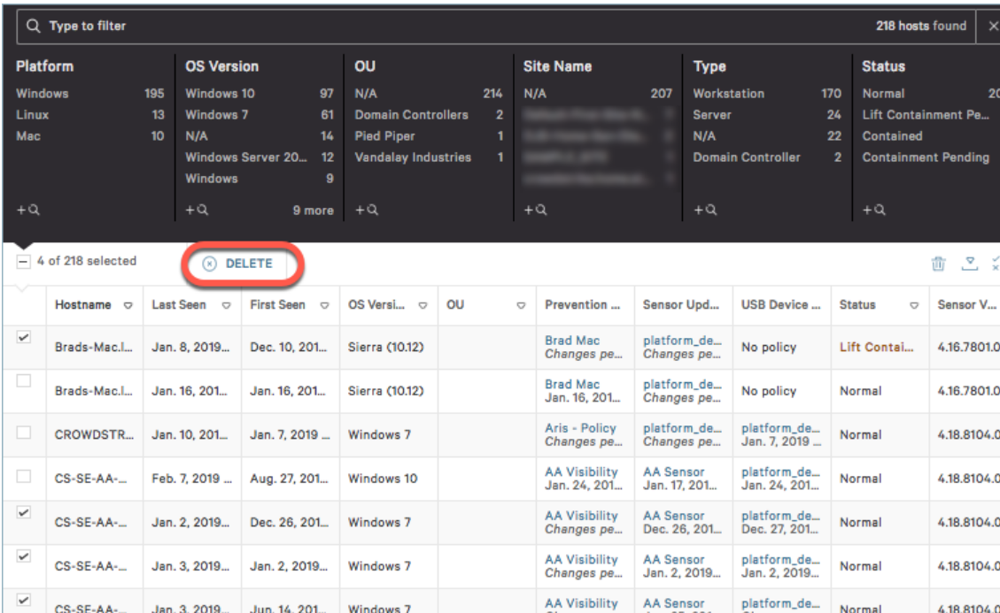 Type to filter 218 hosts found
Platform OS Version OU Site Name Type Status
Windows 195 Windows 10 97 N/A 214 N/A 207 Workstation 170 Normal 20
Linux 13 Windows 7 61 Domain Controllers 2 Server 24 Lift Containment Pe...
Mac 10 N/A 14 Pied Piper 1 N/A 22 Contained
Windows Server 20... 12 Vandalay Industries 1 Domain Controller 2 Containment Pending
Windows 9
9 more
4 of 218 selected DELETE
Hostname Last Seen First Seen OS Versi... OU Prevention ... Sensor Upd... USB Device ... Status Sensor V...
Brads-Mac.l... Jan. 8, 2019... Dec. 10, 201... Sierra (10.12) Brad Mac platform_de... No policy Lift Contai... 4.16.7801.0
Changes pe... Changes pe...
Brads-Mac.l... Jan. 16, 201... Jan. 16, 201... Sierra (10.12) Brad Mac platform_de... No policy Normal 4.16.7801.0
Jan. 16, 201... Changes pe...
CROWDSTR... Jan. 10, 201... Jan. 7, 2019 ... Windows 7 Aris - Policy platform_de... platform_de... Normal 4.18.8104.0
Changes pe... Changes pe... Jan. 7, 2019 ...
CS-SE-AA-... Feb. 7, 2019 ... Aug. 27, 201... Windows 10 AA Visibility AA Sensor platform_de... Normal 4.18.8104.0
Jan. 24, 201... Jan. 17, 201... Jan. 24, 201...
CS-SE-AA-... Jan. 2, 2019... Dec. 26, 201... Windows 7 AA Visibility AA Sensor platform_de... Normal 4.18.8104.0
Changes pe... Dec. 26, 201... Dec. 27, 201...
CS-SE-AA-... Jan. 3, 2019... Jan. 2, 2019... Windows 7 AA Visibility AA Sensor platform_de... Normal 4.18.8104.0
Changes pe... Jan. 2, 2019... Jan. 2, 2019...
CS-SE-AA-... Jan. 3, 2019... Jun. 14, 201... Windows 7 AA Visibility AA Sensor platform_de... Normal 4.18.8104.0